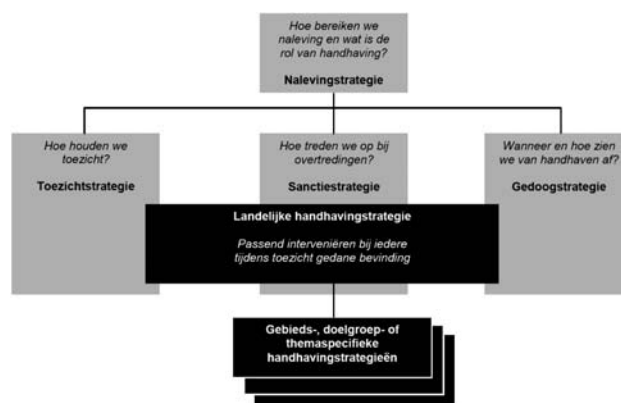 Hoe bereiken we
naleving en wat is de
rol van handhaving?
Nalevingstrategie
Hoe houden we
toezicht?
Toezichtstrategie
Hoe treden we op bij
overtredingen?
Sanctiestrategie
Wanneer en hoe zien
we van handhaven af?
Gedoogstrategie
Landelijke handhavingstrategie
Passend interveniëren bij iedere
tijdens toezicht gedane bevinding
Gebieds-, doelgroep- of
themaspecifieke
handhavingstrategieën